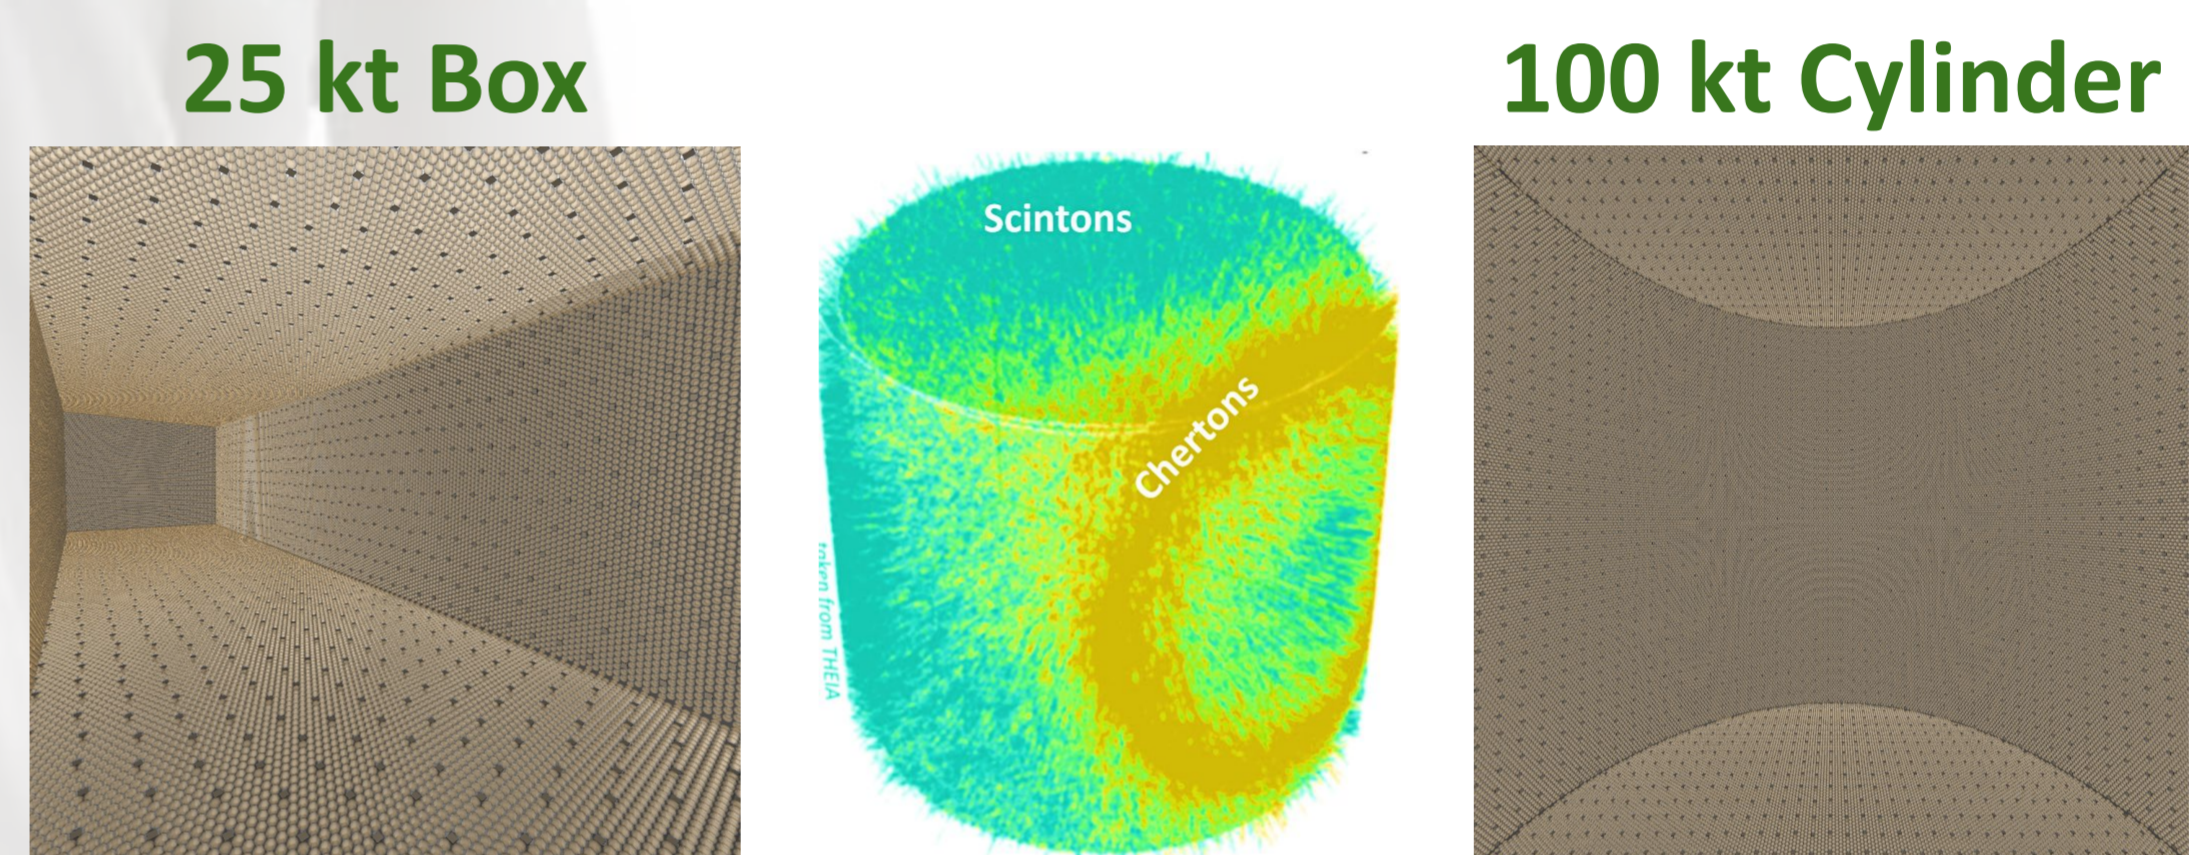 25 kt Box
100 kt Cylinder
Scintons
Chertons
taken from THEIA